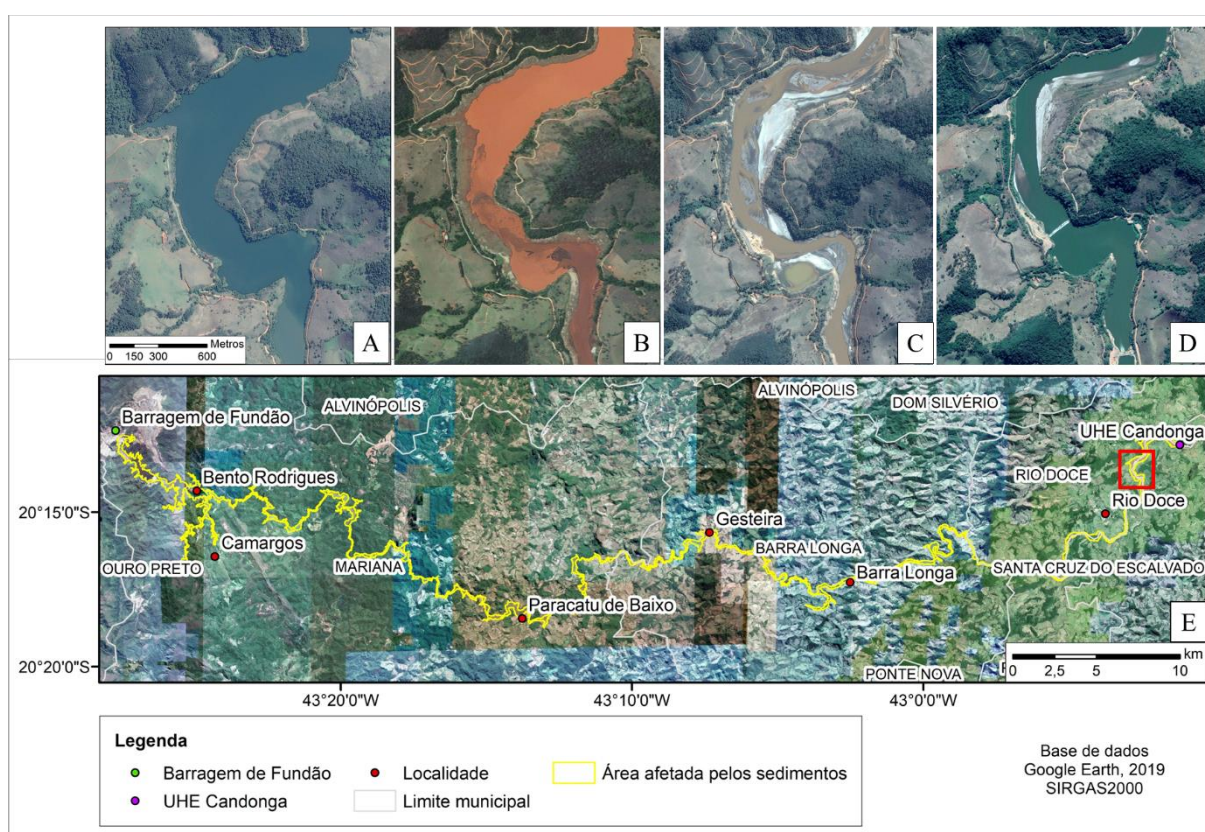 A
B
C
D
Metros
0 150 300 600
Barragem de Fundão
ALVINÓPOLIS
ALVINÓPOLIS
DOM SILVÉRIO
UHE Candonga
Bento Rodrigues
RIO DOCE
Rio Doce
20°15'0"S
Gesteira
Camargos
OURO PRETO
MARIANA
BARRA LONGA
Barra Longa
SANTA CRUZ DO ESCALVADO
Paracatu de Baixo
E
km
0 2,5 5 10
20°20'0"S
PONTE NOVA
43°20'0"W
43°10'0"W
43°0'0"W
Legenda
Barragem de Fundão
Localidade
Área afetada pelos sedimentos
UHE Candonga
Limite municipal
Base de dados
Google Earth, 2019
SIRGAS2000